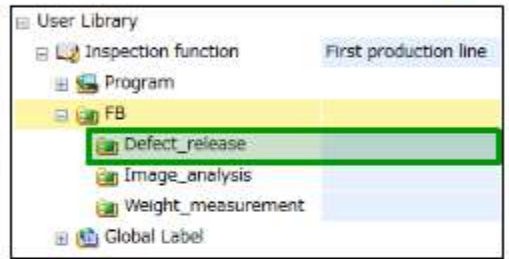 User Library
Inspection function First production line
Program
FB
Defect_release
Image_analysis
Weight_measurement
Global Label